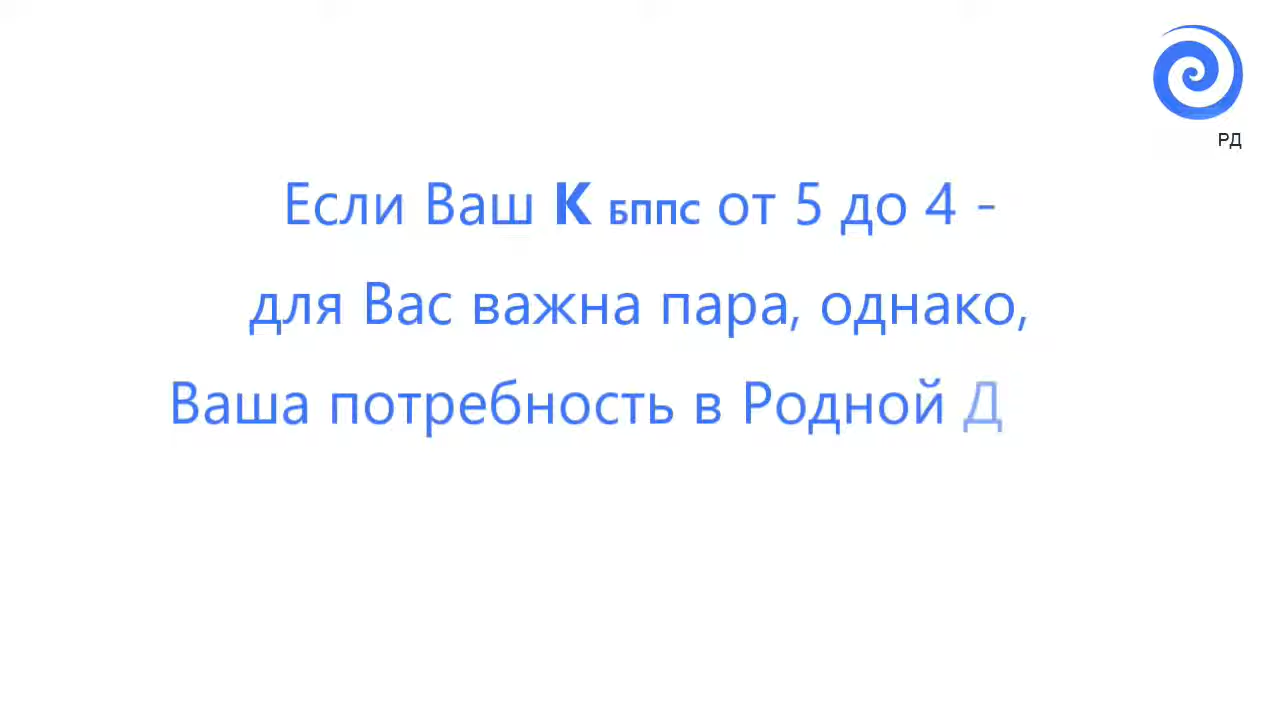 РД
Если Ваш К БППС от 5 до 4 -
для Вас важна пара, однако,
Ваша потребность в Родной Д